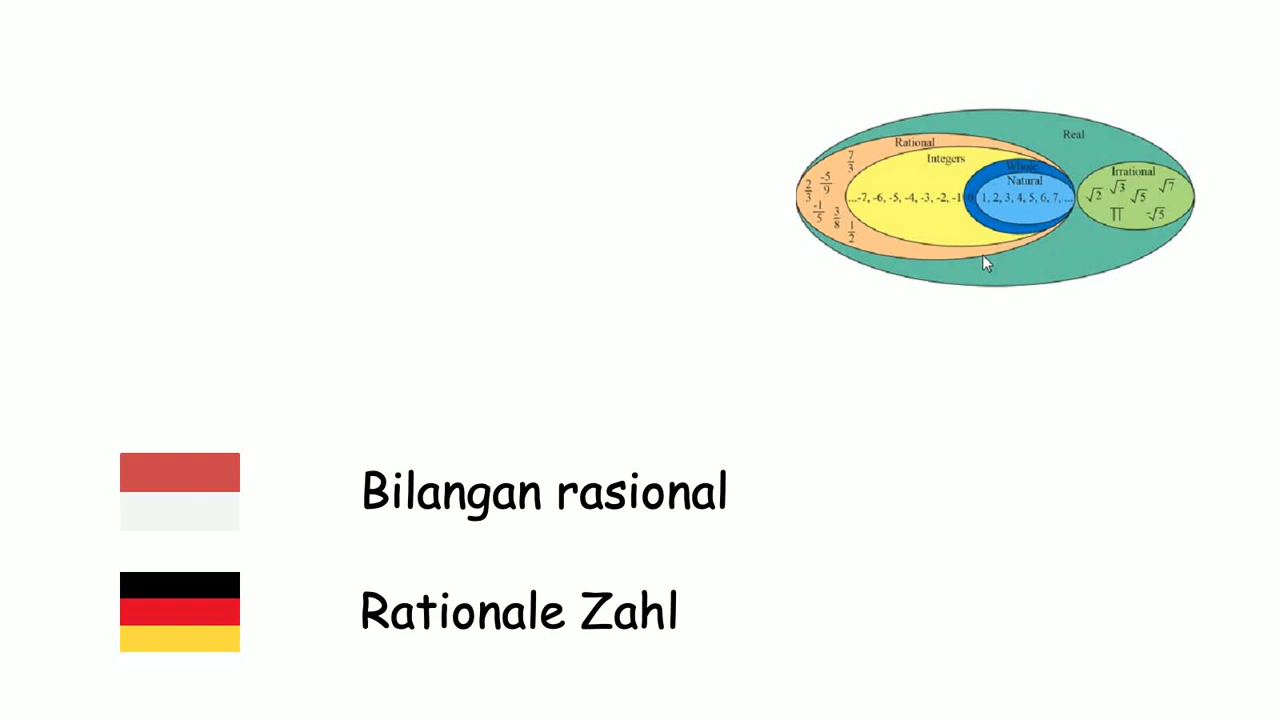 Real
Rational
Integers
Whole
Natural
Irrational
7/3
2/3
-5/9
-1/5
3/8
1/2
...-7, -6, -5, -4, -3, -2, -1
0
1, 2, 3, 4, 5, 6, 7, ...
√2 √3 √5 √7
∏ -√5
Bilangan rasional
Rationale Zahl